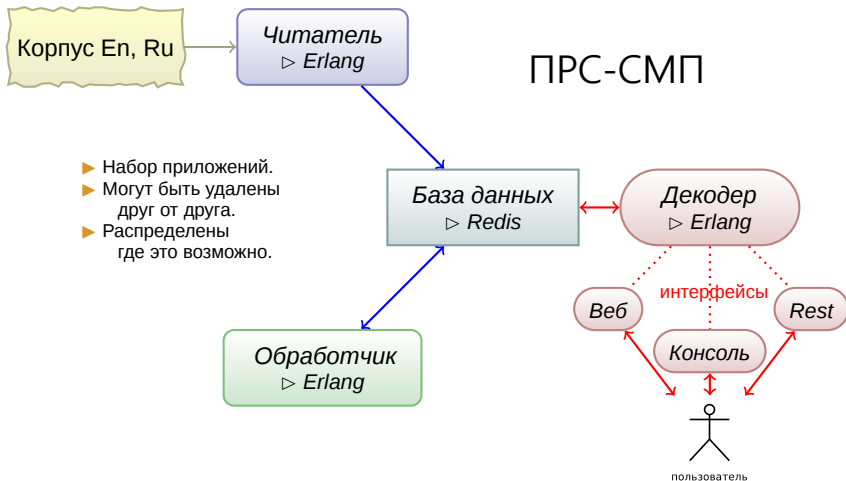 Корпус En, Ru
Читатель
▷ Erlang
ПРС-СМП
▶ Набор приложений.
▶ Могут быть удалены
друг от друга.
▶ Распределены
где это возможно.
База данных
▷ Redis
Декодер
▷ Erlang
интерфейсы
Веб
Rest
Консоль
Обработчик
▷ Erlang
пользователь